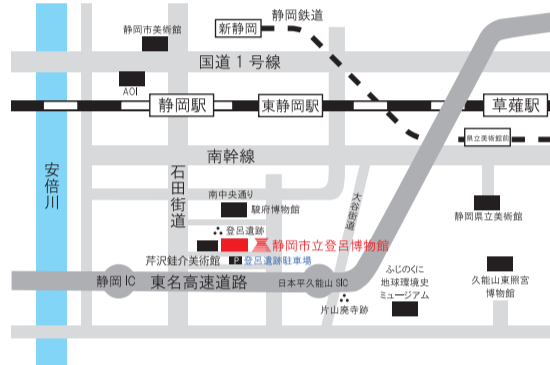 静岡鉄道
新静岡
静岡市美術館
国道1号線
AOI
静岡駅
東静岡駅
草薙駅
県立美術館前
南幹線
安倍川
石田街道
大谷街道
南中央通り
駿府博物館
登呂遺跡
静岡市立登呂博物館
芹沢銈介美術館
P 登呂遺跡駐車場
静岡県立美術館
静岡IC
東名高速道路
日本平久能山 SIC
片山廃寺跡
ふじのくに
地球環境史
ミュージアム
久能山東照宮
博物館